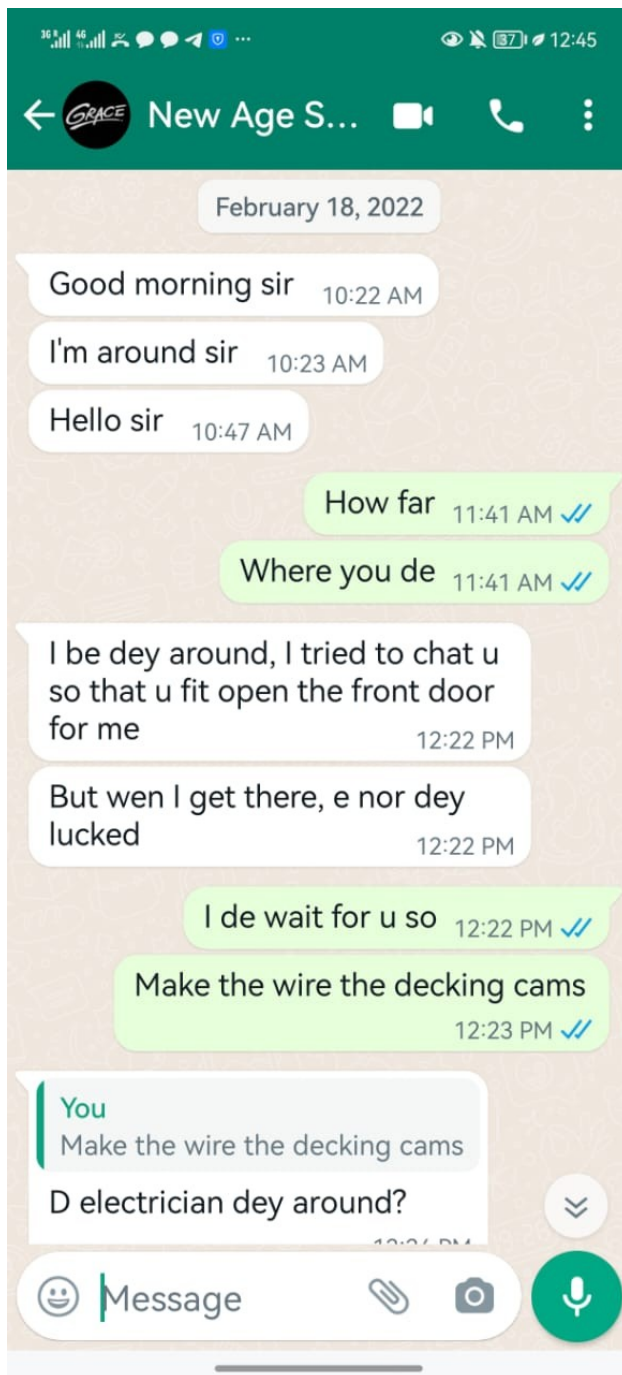 3G R 4G ... 37 12:45
GRACE New Age S...
February 18, 2022
Good morning sir 10:22 AM
I'm around sir 10:23 AM
Hello sir 10:47 AM
How far 11:41 AM
Where you de 11:41 AM
I be dey around, I tried to chat u
so that u fit open the front door
for me 12:22 PM
But wen I get there, e nor dey
lucked 12:22 PM
I de wait for u so 12:22 PM
Make the wire the decking cams
12:23 PM
You
Make the wire the decking cams
D electrician dey around?
Message